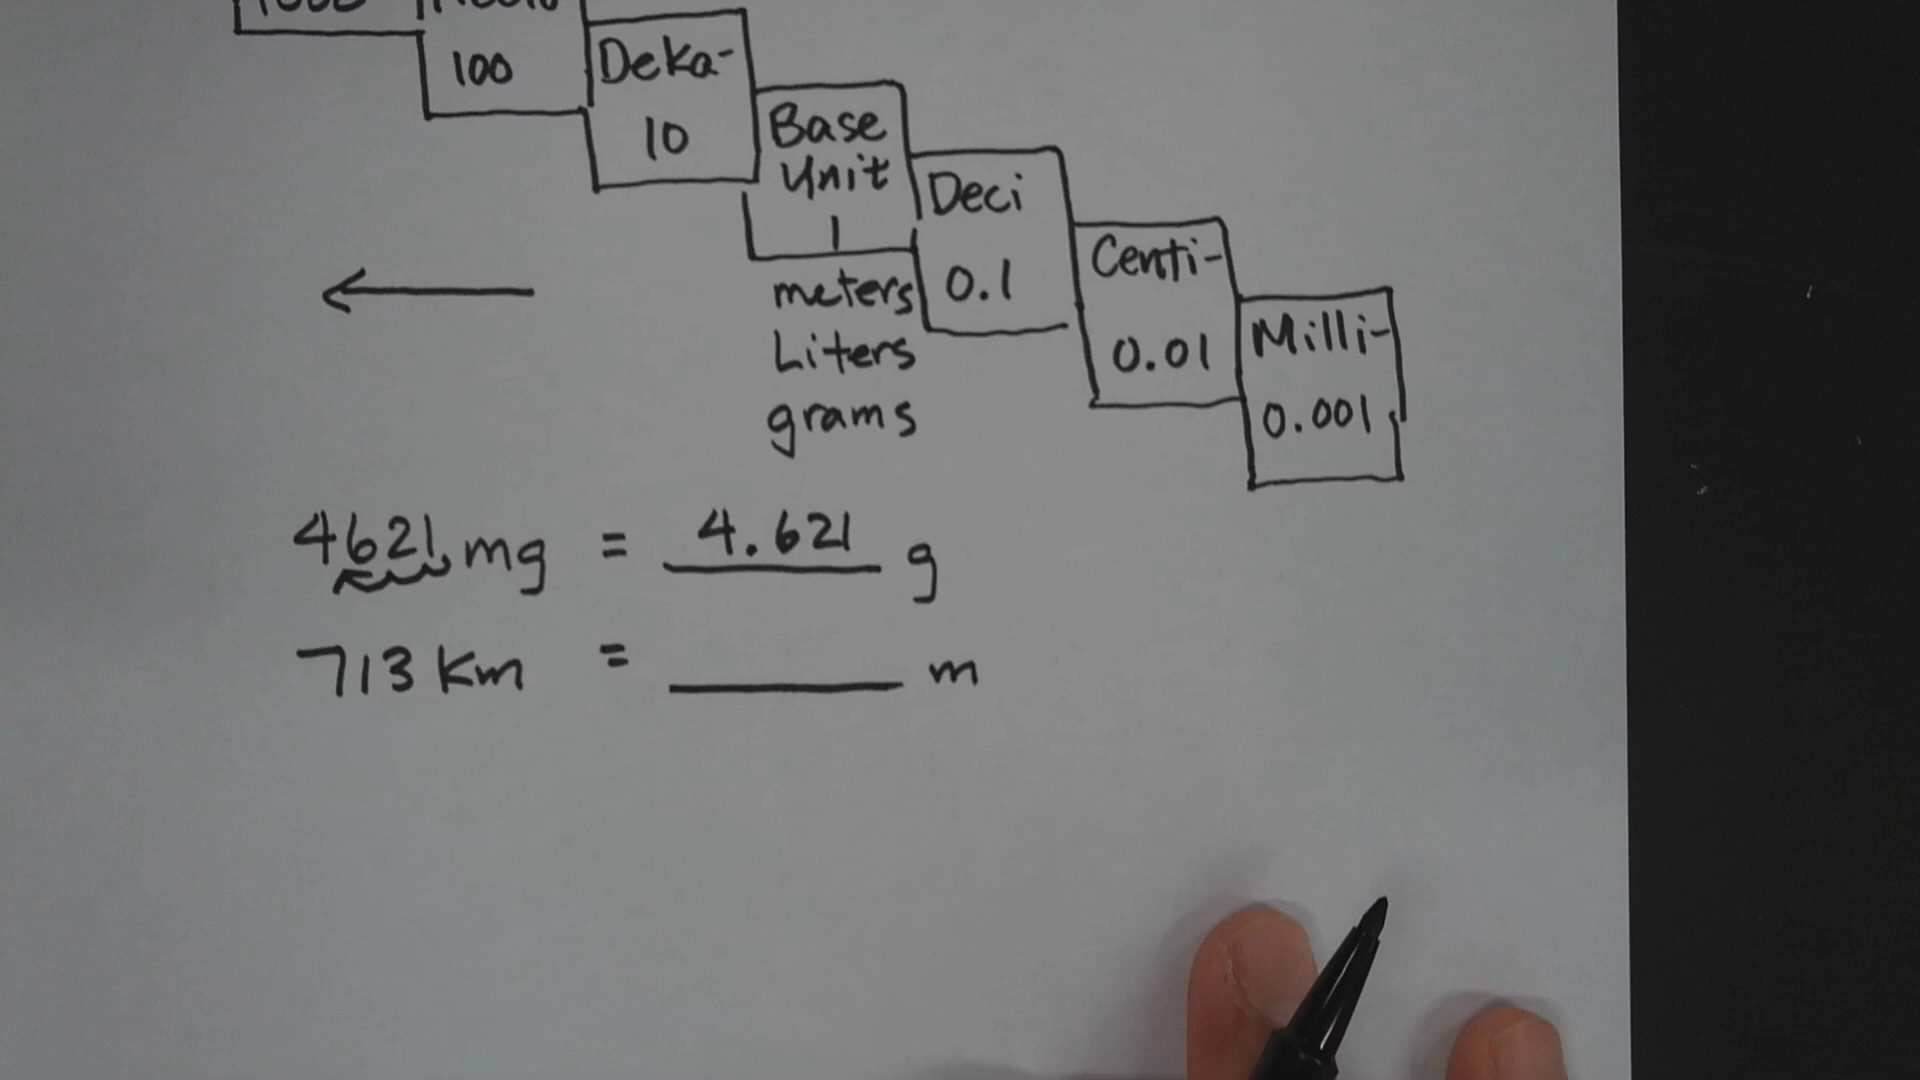 100
Deka-
10
Base
Unit
1
meters
Liters
grams
Deci
0.1
Centi-
0.01
Milli-
0.001
4621. mg = 4.621 g
713 Km = ______ m